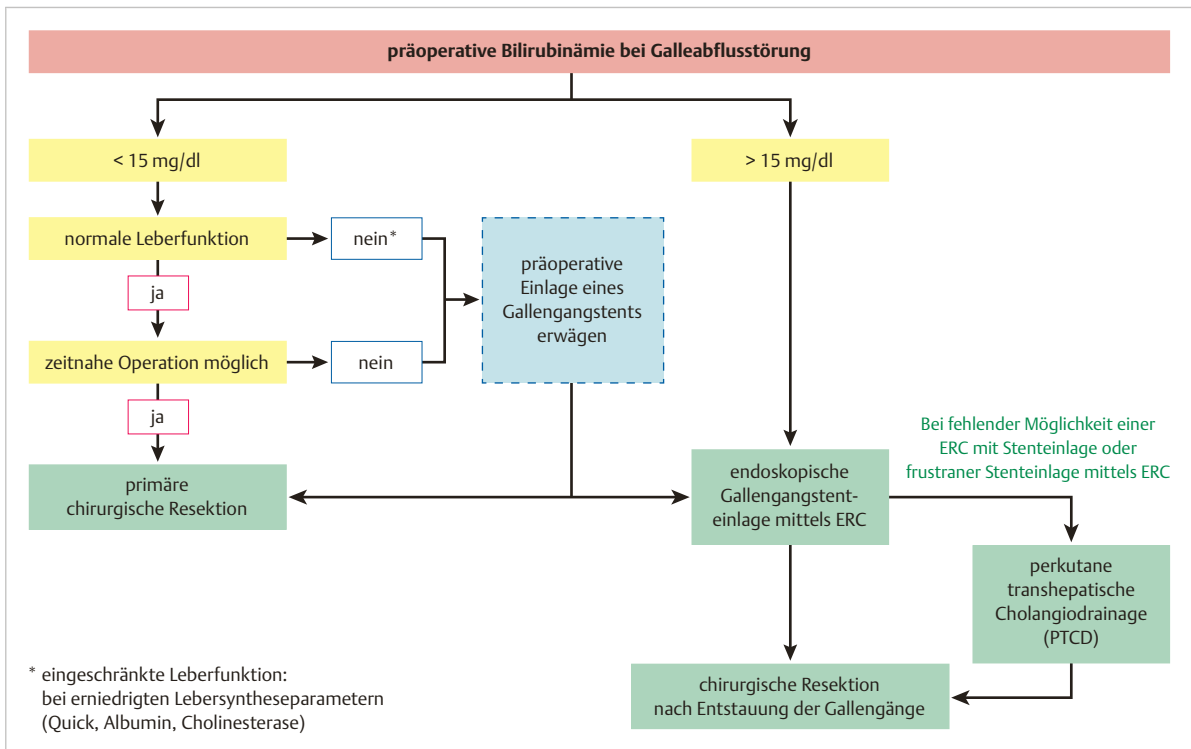 präoperative Bilirubinämie bei Galleabflusstörung
< 15 mg/dl
> 15 mg/dl
normale Leberfunktion
nein*
präoperative
Einlage eines
Gallengangstents
erwägen
ja
zeitnahe Operation möglich
nein
ja
primäre
chirurgische Resektion
endoskopische
Gallengangstent-
einlage mittels ERC
Bei fehlender Möglichkeit einer
ERC mit Stenteinlage oder
frustraner Stenteinlage mittels ERC
perkutane
transhepatische
Cholangiodrainage
(PTCD)
chirurgische Resektion
nach Entstauung der Gallengänge
* eingeschränkte Leberfunktion:
bei erniedrigten Lebersyntheseparametern
(Quick, Albumin, Cholinesterase)